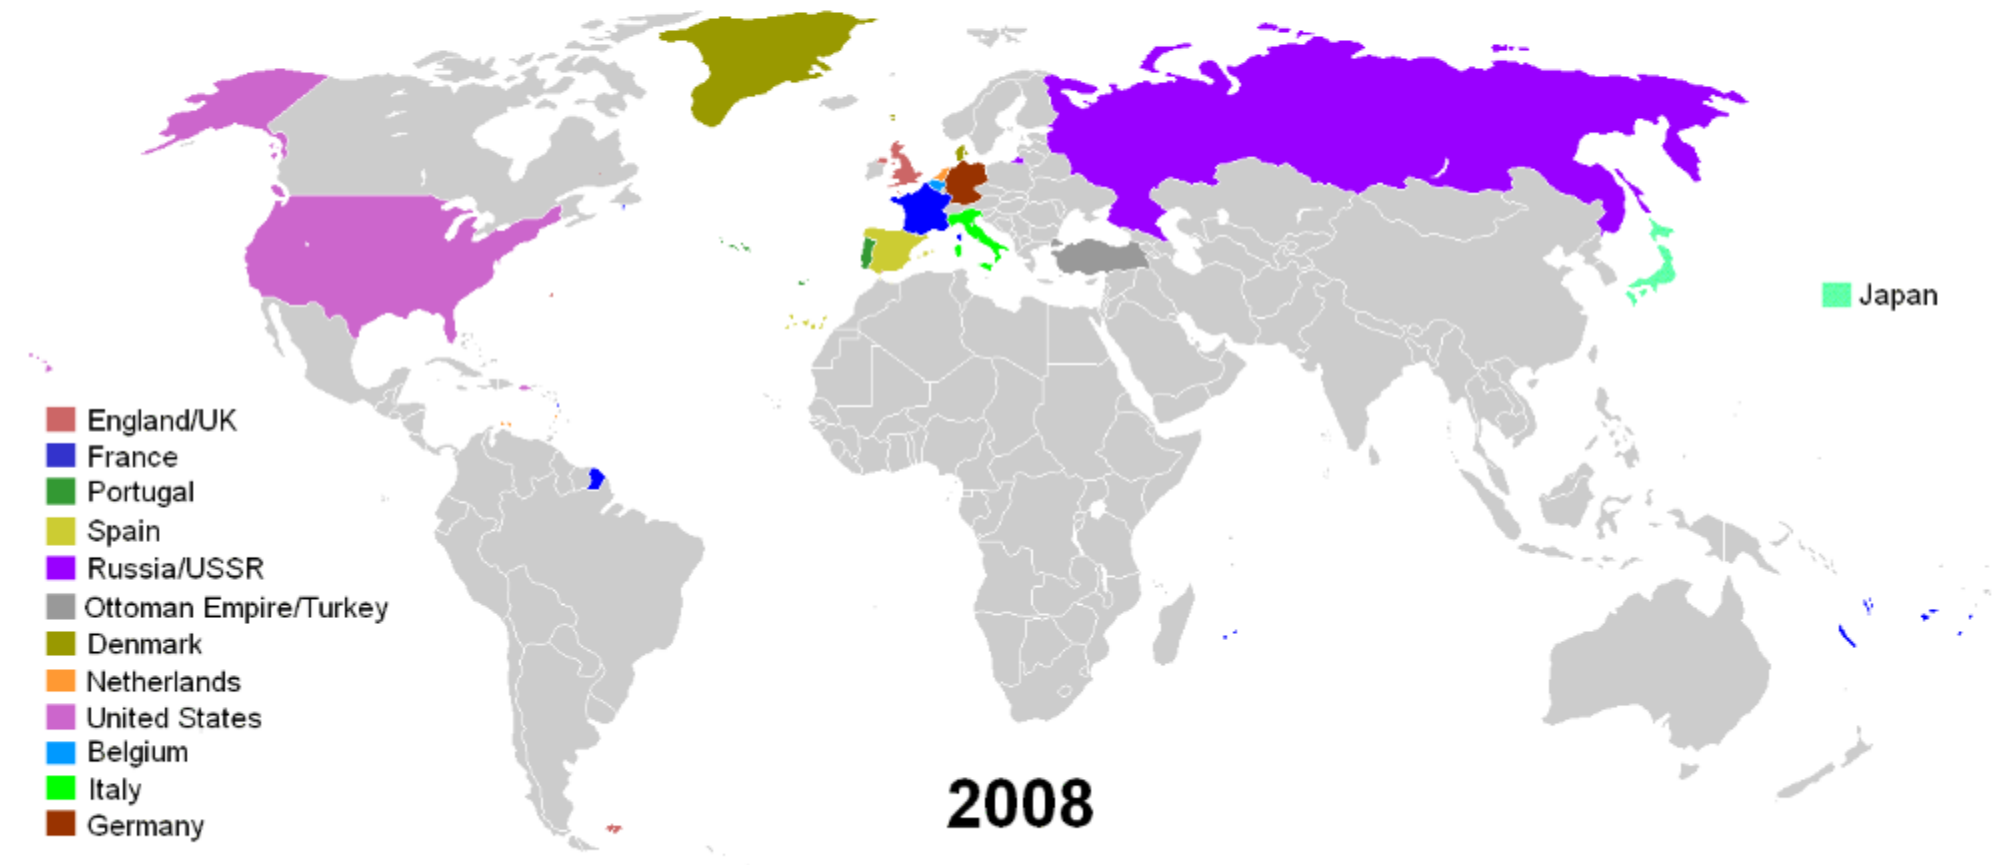 Japan
England/UK
France
Portugal
Spain
Russia/USSR
Ottoman Empire/Turkey
Denmark
Netherlands
United States
Belgium
Italy
Germany
2008